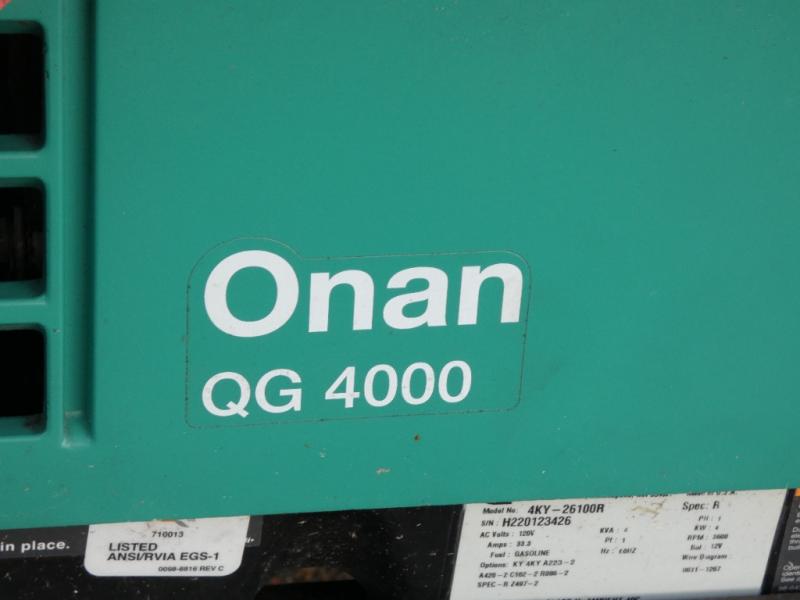 Onan
QG 4000
in place.
710013
LISTED
ANSI/RVIA EGS-1
0098-6816 REV C
Model No: 4KY-26100R Spec: R
S/N: H220123426 PH: 1
AC Volts: 120V KVA: 4 KW: 4
Amps: 33.3 Pf: 1 RPM: 3600
Fuel: GASOLINE Hz: 60HZ Bat: 12V
Options: KY 4KY A223-2 Wire Diagram:
A420-2 C162-2 R086-2 0611-1267
SPEC-R Z497-2